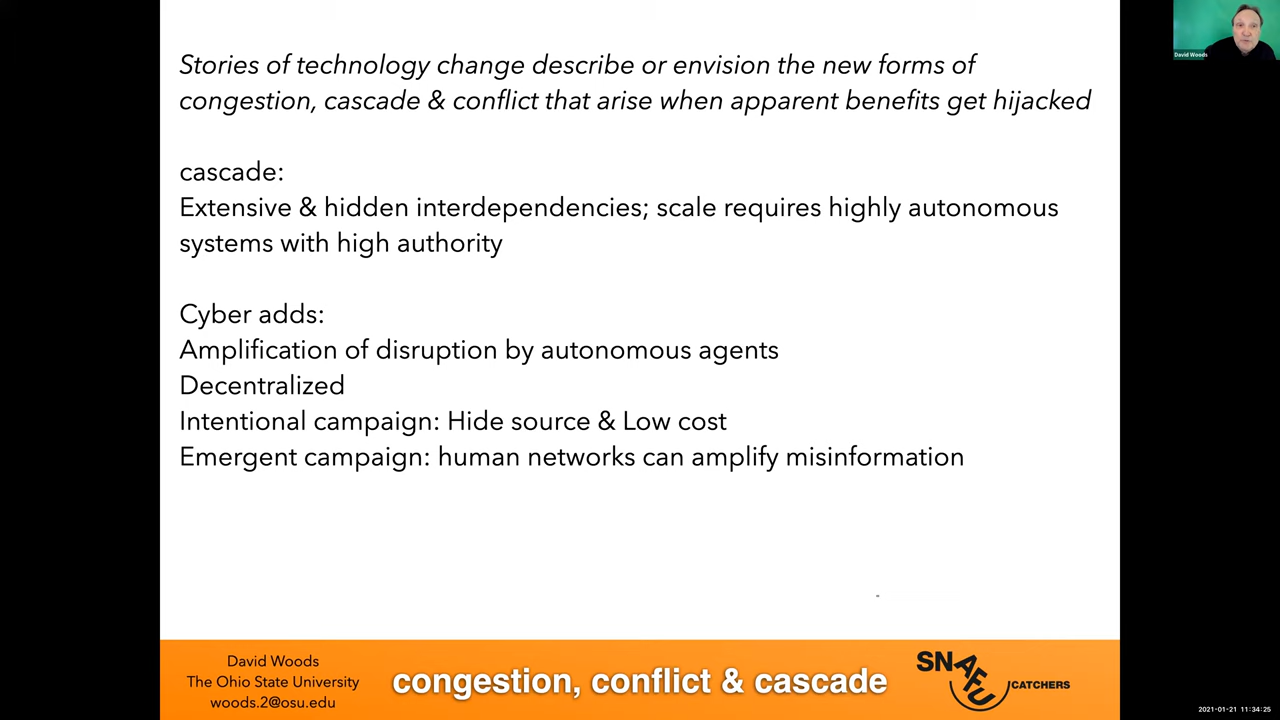 David Woods
Stories of technology change describe or envision the new forms of
congestion, cascade & conflict that arise when apparent benefits get hijacked
cascade:
Extensive & hidden interdependencies; scale requires highly autonomous
systems with high authority
Cyber adds:
Amplification of disruption by autonomous agents
Decentralized
Intentional campaign: Hide source & Low cost
Emergent campaign: human networks can amplify misinformation
David Woods
The Ohio State University
woods.2@osu.edu
congestion, conflict & cascade
SNAFU
CATCHERS
2021-01-21 11:34:25